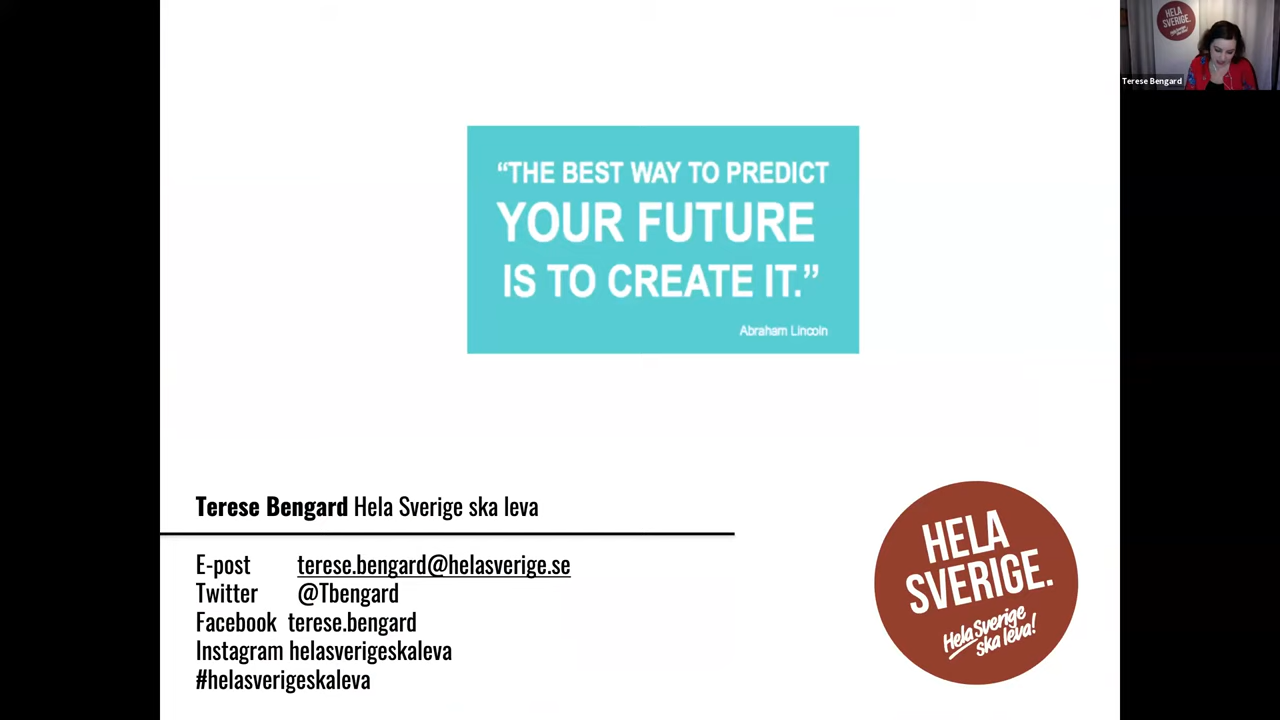 “THE BEST WAY TO PREDICT
YOUR FUTURE
IS TO CREATE IT.”
Abraham Lincoln
Terese Bengard Hela Sverige ska leva
E-post terese.bengard@helasverige.se
Twitter @Tbengard
Facebook terese.bengard
Instagram helasverigeskaleva
#helasverigeskaleva
HELA
SVERIGE.
Hela Sverige
ska leva!
HELA
SVERIGE.
Terese Bengard